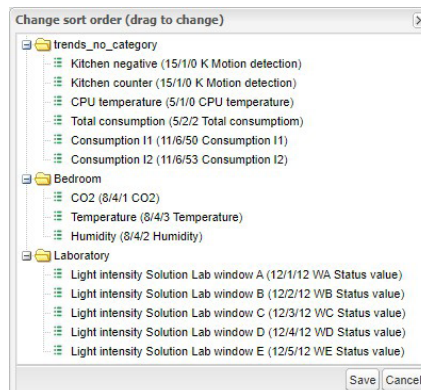 Change sort order (drag to change)
trends_no_category
Kitchen negative (15/1/0 K Motion detection)
Kitchen counter (15/1/0 K Motion detection)
CPU temperature (5/1/0 CPU temperature)
Total consumption (5/2/2 Total consumptiom)
Consumption I1 (11/6/50 Consumption I1)
Consumption I2 (11/6/53 Consumption I2)
Bedroom
CO2 (8/4/1 CO2)
Temperature (8/4/3 Temperature)
Humidity (8/4/2 Humidity)
Laboratory
Light intensity Solution Lab window A (12/1/12 WA Status value)
Light intensity Solution Lab window B (12/2/12 WB Status value)
Light intensity Solution Lab window C (12/3/12 WC Status value)
Light intensity Solution Lab window D (12/4/12 WD Status value)
Light intensity Solution Lab window E (12/5/12 WE Status value)
Save Cancel